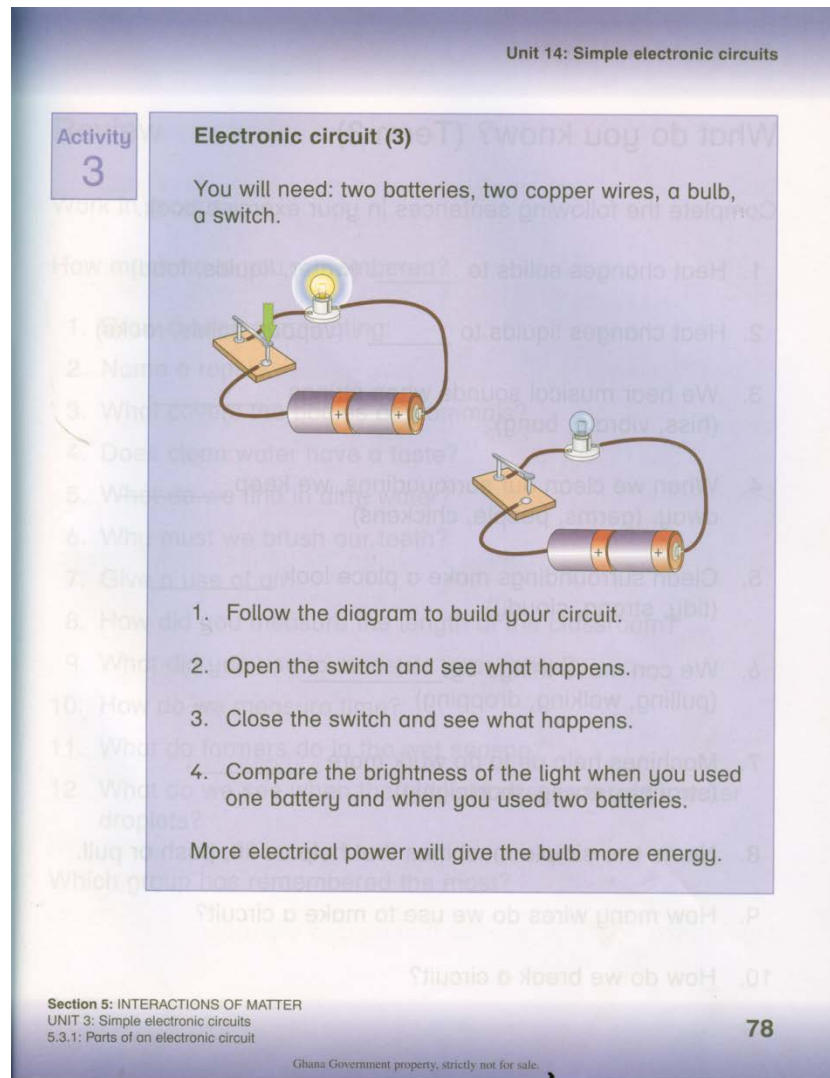 Unit 14: Simple electronic circuits
Activity
3
Electronic circuit (3)
You will need: two batteries, two copper wires, a bulb,
a switch.
+
+
+
+
1. Follow the diagram to build your circuit.
2. Open the switch and see what happens.
3. Close the switch and see what happens.
4. Compare the brightness of the light when you used
one battery and when you used two batteries.
More electrical power will give the bulb more energy.
Section 5: INTERACTIONS OF MATTER
UNIT 3: Simple electronic circuits
5.3.1: Parts of an electronic circuit
78
Ghana Government property, strictly not for sale.